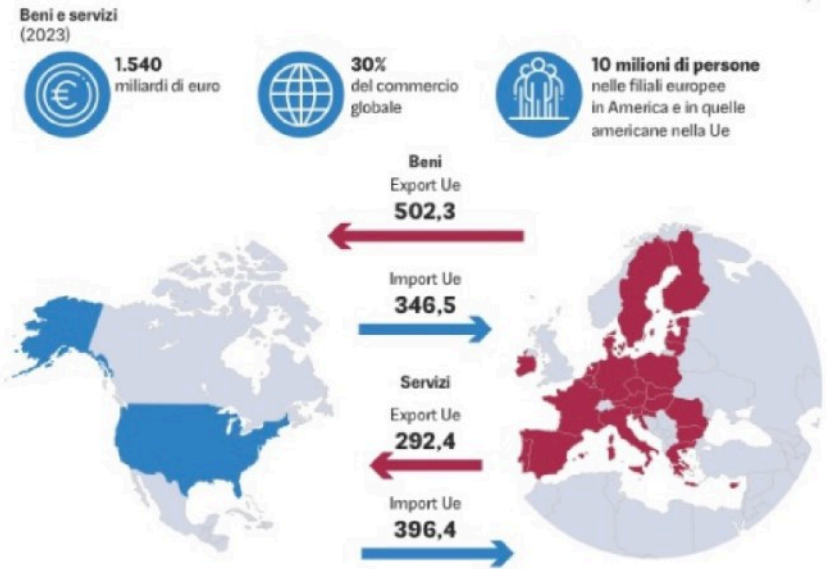 Beni e servizi
(2023)
1.540
miliardi di euro
30%
del commercio
globale
10 milioni di persone
nelle filiali europee
in America e in quelle
americane nella Ue
Beni
Export Ue
502,3
Import Ue
346,5
Servizi
Export Ue
292,4
Import Ue
396,4